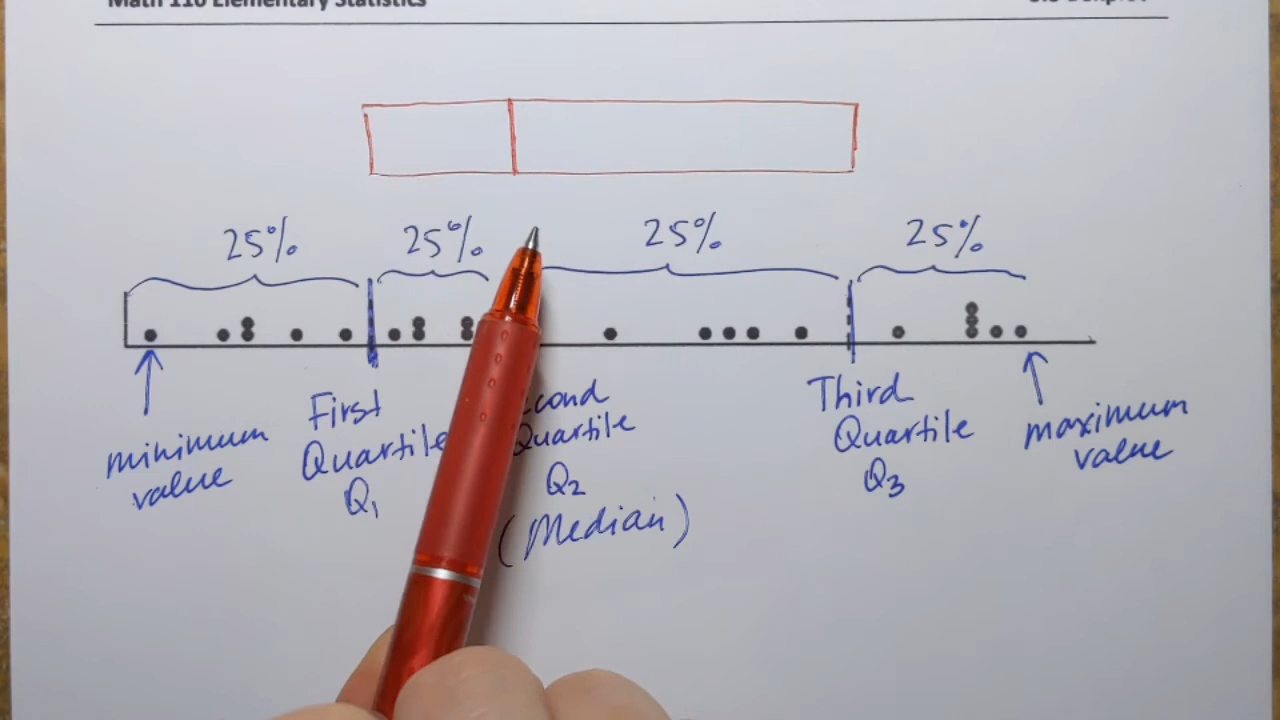 Math 110 Elementary Statistics
25% 25% 25% 25%
minimum
value
First
Quartile
Q1
Quartile
Q2
(Median)
Third
Quartile
Q3
maximum
value